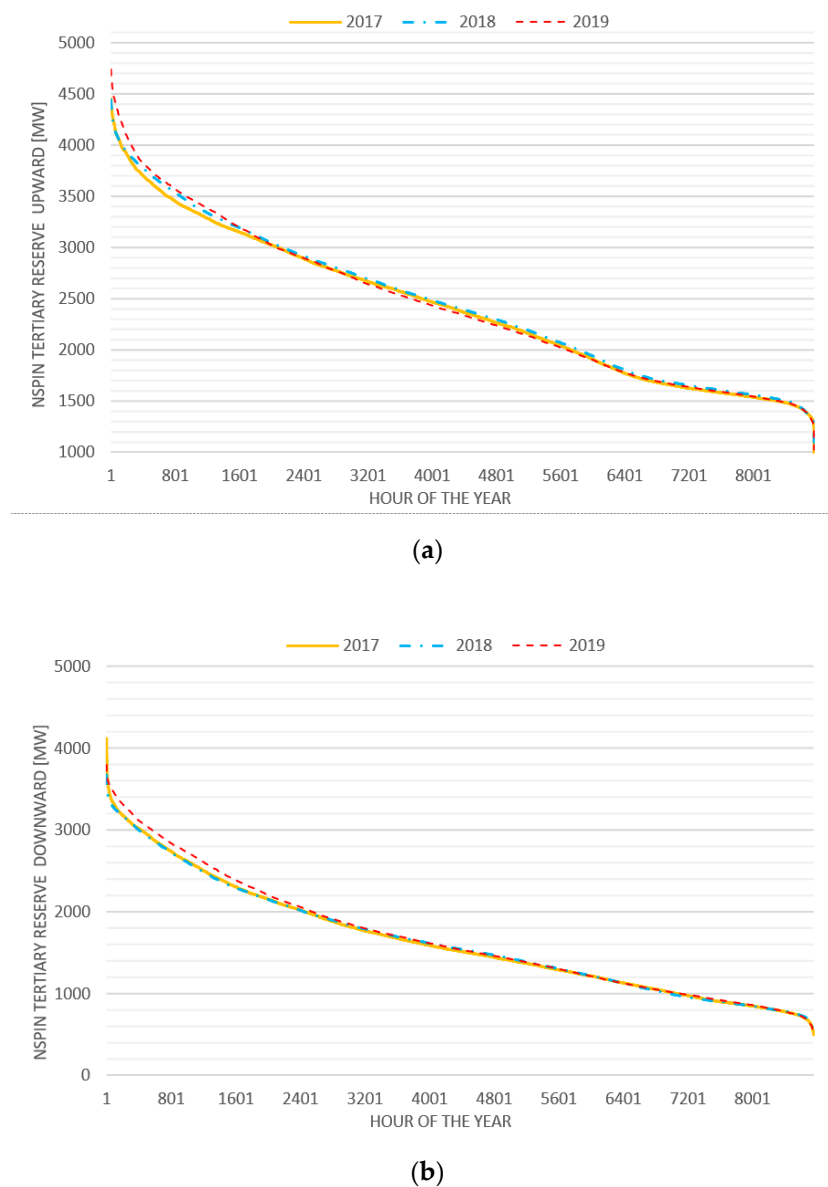 2017 2018 2019
NSPIN TERTIARY RESERVE UPWARD [MW]
5000
4500
4000
3500
3000
2500
2000
1500
1000
1 801 1601 2401 3201 4001 4801 5601 6401 7201 8001
HOUR OF THE YEAR
(a)
2017 2018 2019
NSPIN TERTIARY RESERVE DOWNWARD [MW]
5000
4000
3000
2000
1000
0
1 801 1601 2401 3201 4001 4801 5601 6401 7201 8001
HOUR OF THE YEAR
(b)